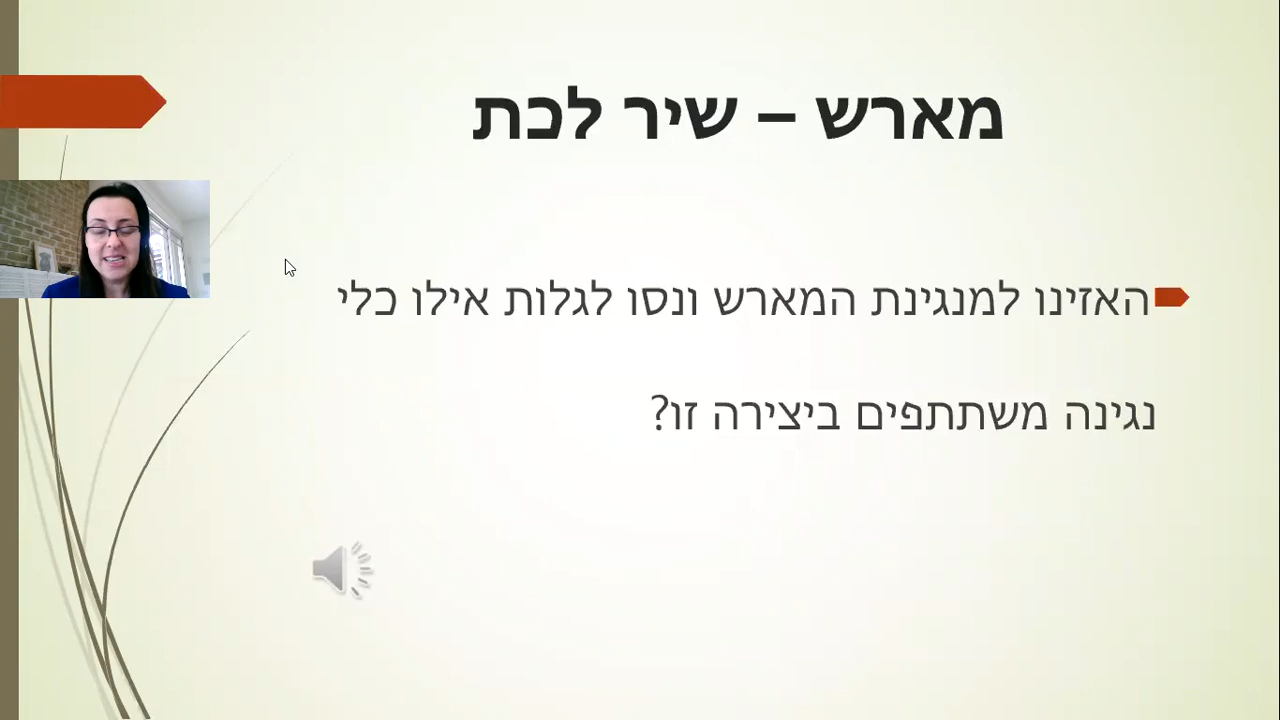 מארש – שיר לכת
האזינו למנגינת המארש ונסו לגלות אילו כלי
נגינה משתתפים ביצירה זו?